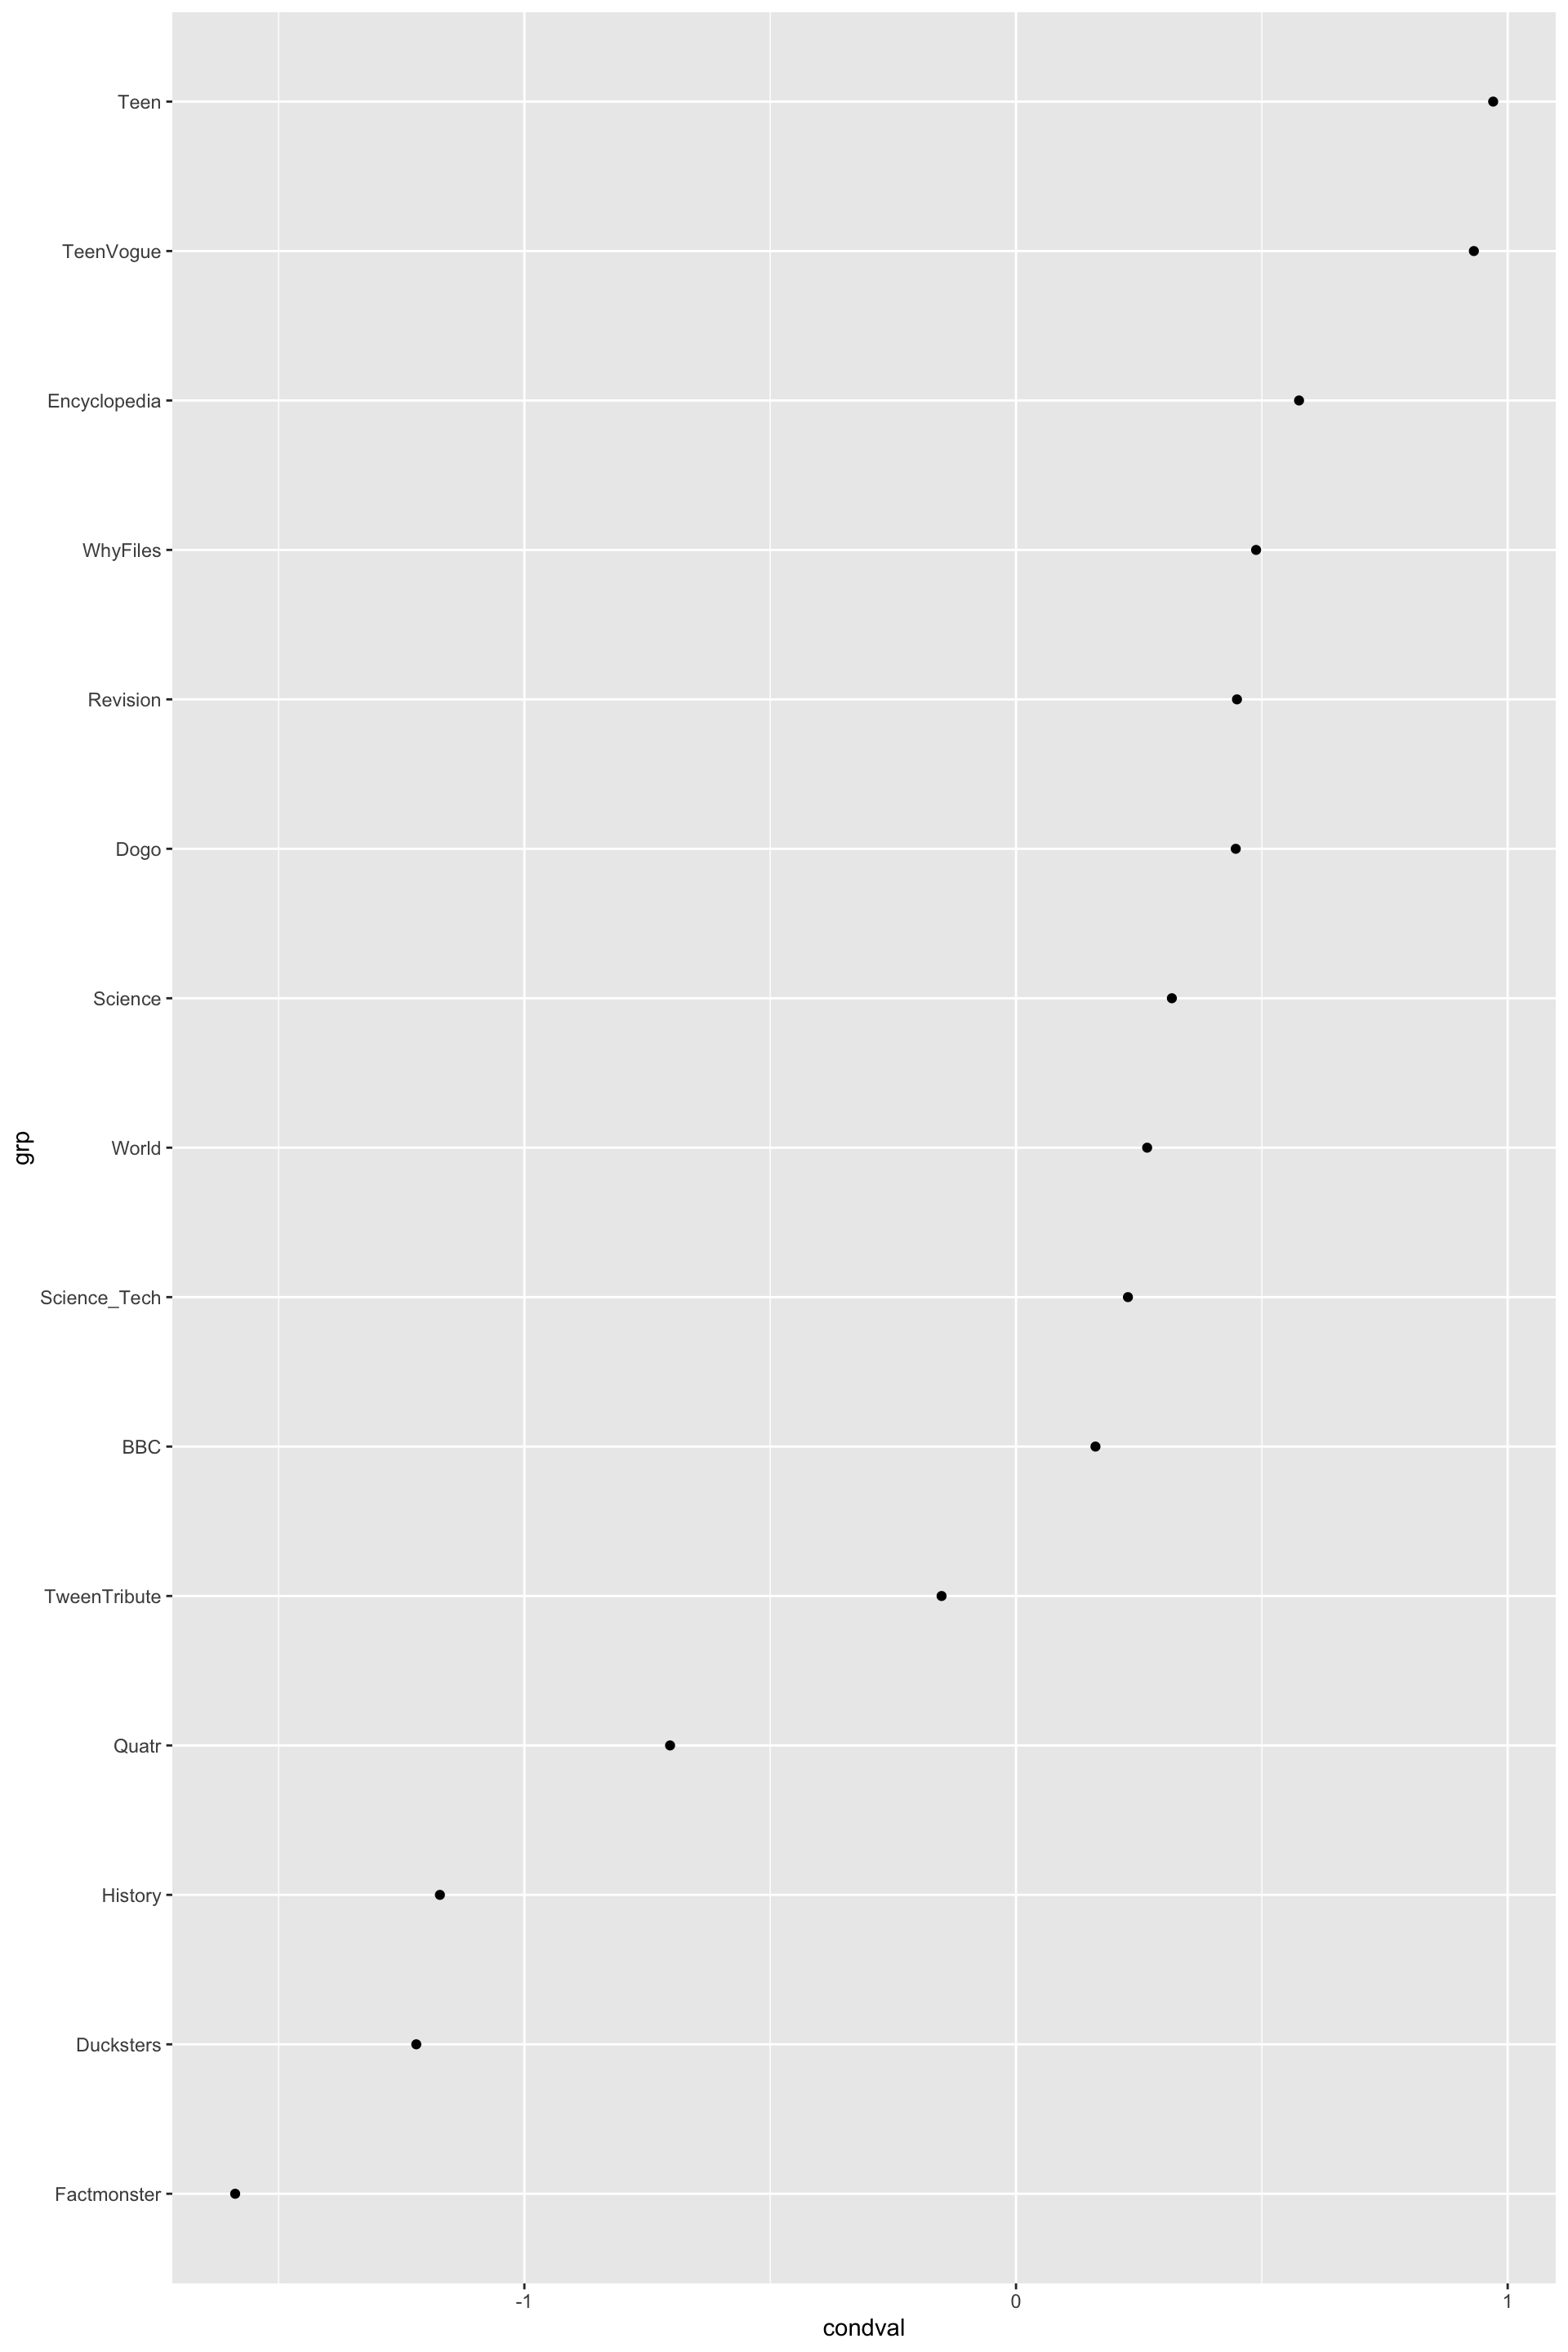 Teen
TeenVogue
Encyclopedia
WhyFiles
Revision
Dogo
Science
World
grp
Science_Tech
BBC
TweenTribute
Quatr
History
Ducksters
Factmonster
-1
0
1
condval